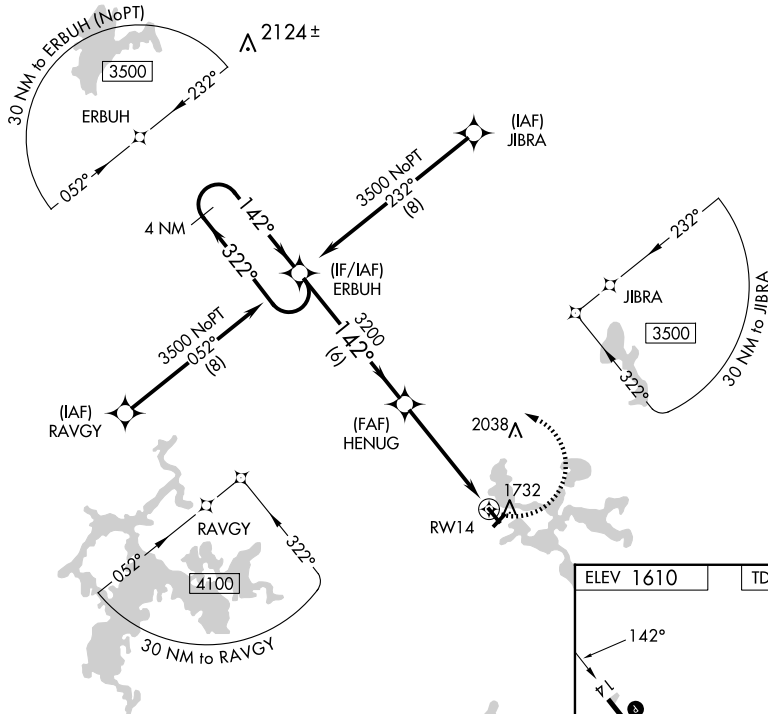 30 NM to ERBUH (NoPT)
3500
ERBUH
232°
052°
2124±
(IAF)
JIBRA
3500 NoPT
232°
(8)
4 NM
142°
322°
(IF/IAF)
ERBUH
3500 NoPT
052°
(8)
(IAF)
RAVGY
3200
142°
(6)
(FAF)
HENUG
232°
JIBRA
3500
322°
30 NM to JIBRA
2038
1732
RW14
RAVGY
052°
322°
4100
30 NM to RAVGY
ELEV 1610
TD
142°
14
P